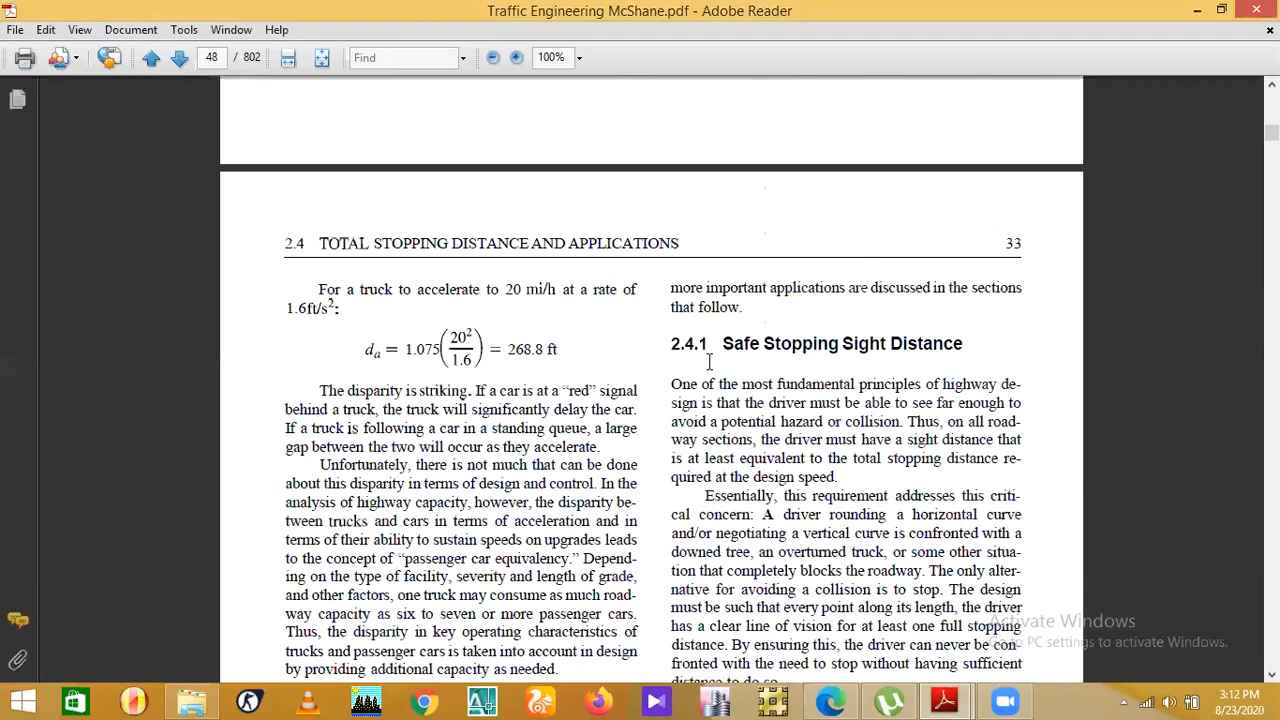 Traffic Engineering McShane.pdf - Adobe Reader
File Edit View Document Tools Window Help
48 / 802 Find 100%
2.4 TOTAL STOPPING DISTANCE AND APPLICATIONS 33
For a truck to accelerate to 20 mi/h at a rate of
1.6ft/s²:
dₐ = 1.075(20²/1.6) = 268.8 ft
The disparity is striking. If a car is at a “red” signal
behind a truck, the truck will significantly delay the car.
If a truck is following a car in a standing queue, a large
gap between the two will occur as they accelerate.
Unfortunately, there is not much that can be done
about this disparity in terms of design and control. In the
analysis of highway capacity, however, the disparity be-
tween trucks and cars in terms of acceleration and in
terms of their ability to sustain speeds on upgrades leads
to the concept of “passenger car equivalency.” Depend-
ing on the type of facility, severity and length of grade,
and other factors, one truck may consume as much road-
way capacity as six to seven or more passenger cars.
Thus, the disparity in key operating characteristics of
trucks and passenger cars is taken into account in design
by providing additional capacity as needed.
more important applications are discussed in the sections
that follow.
2.4.1 Safe Stopping Sight Distance
One of the most fundamental principles of highway de-
sign is that the driver must be able to see far enough to
avoid a potential hazard or collision. Thus, on all road-
way sections, the driver must have a sight distance that
is at least equivalent to the total stopping distance re-
quired at the design speed.
Essentially, this requirement addresses this criti-
cal concern: A driver rounding a horizontal curve
and/or negotiating a vertical curve is confronted with a
downed tree, an overturned truck, or some other situa-
tion that completely blocks the roadway. The only alter-
native for avoiding a collision is to stop. The design
must be such that every point along its length, the driver
has a clear line of vision for at least one full stopping
distance. By ensuring this, the driver can never be con-
fronted with the need to stop without having sufficient
distance to do so.
Activate Windows
Go to PC settings to activate Windows.
3:12 PM
8/23/2020